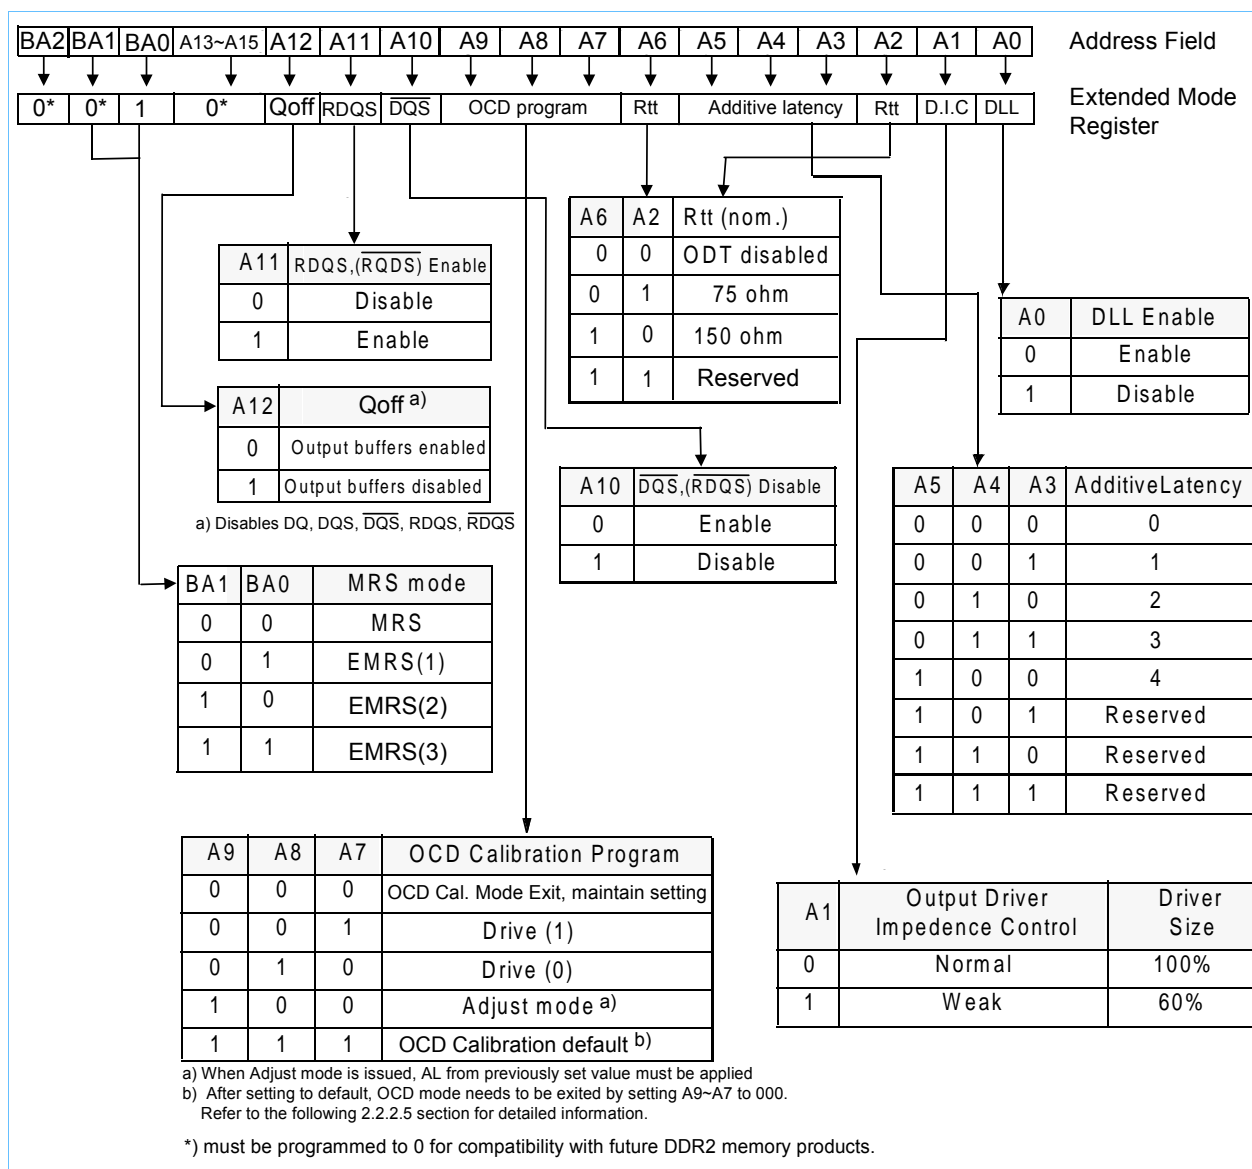 BA2 BA1 BA0 A13~A15 A12 A11 A10 A9 A8 A7 A6 A5 A4 A3 A2 A1 A0 Address Field
0* 0* 1 0* Qoff RDQS D̅Q̅S̅ OCD program Rtt Additive latency Rtt D.I.C DLL Extended Mode
Register
A6 A2 Rtt (nom.)
0 0 ODT disabled
0 1 75 ohm
1 0 150 ohm
1 1 Reserved
A11 RDQS,(R̅Q̅D̅S̅) Enable
0 Disable
1 Enable
A0 DLL Enable
0 Enable
1 Disable
A12 Qoff a)
0 Output buffers enabled
1 Output buffers disabled
a) Disables DQ, DQS, D̅Q̅S̅, RDQS, R̅D̅Q̅S̅
A10 D̅Q̅S̅,(R̅D̅Q̅S̅) Disable
0 Enable
1 Disable
A5 A4 A3 AdditiveLatency
0 0 0 0
0 0 1 1
0 1 0 2
0 1 1 3
1 0 0 4
1 0 1 Reserved
1 1 0 Reserved
1 1 1 Reserved
BA1 BA0 MRS mode
0 0 MRS
0 1 EMRS(1)
1 0 EMRS(2)
1 1 EMRS(3)
A9 A8 A7 OCD Calibration Program
0 0 0 OCD Cal. Mode Exit, maintain setting
0 0 1 Drive (1)
0 1 0 Drive (0)
1 0 0 Adjust mode a)
1 1 1 OCD Calibration default b)
A1 Output Driver Impedence Control Driver Size
0 Normal 100%
1 Weak 60%
a) When Adjust mode is issued, AL from previously set value must be applied
b) After setting to default, OCD mode needs to be exited by setting A9~A7 to 000.
Refer to the following 2.2.2.5 section for detailed information.
*) must be programmed to 0 for compatibility with future DDR2 memory products.